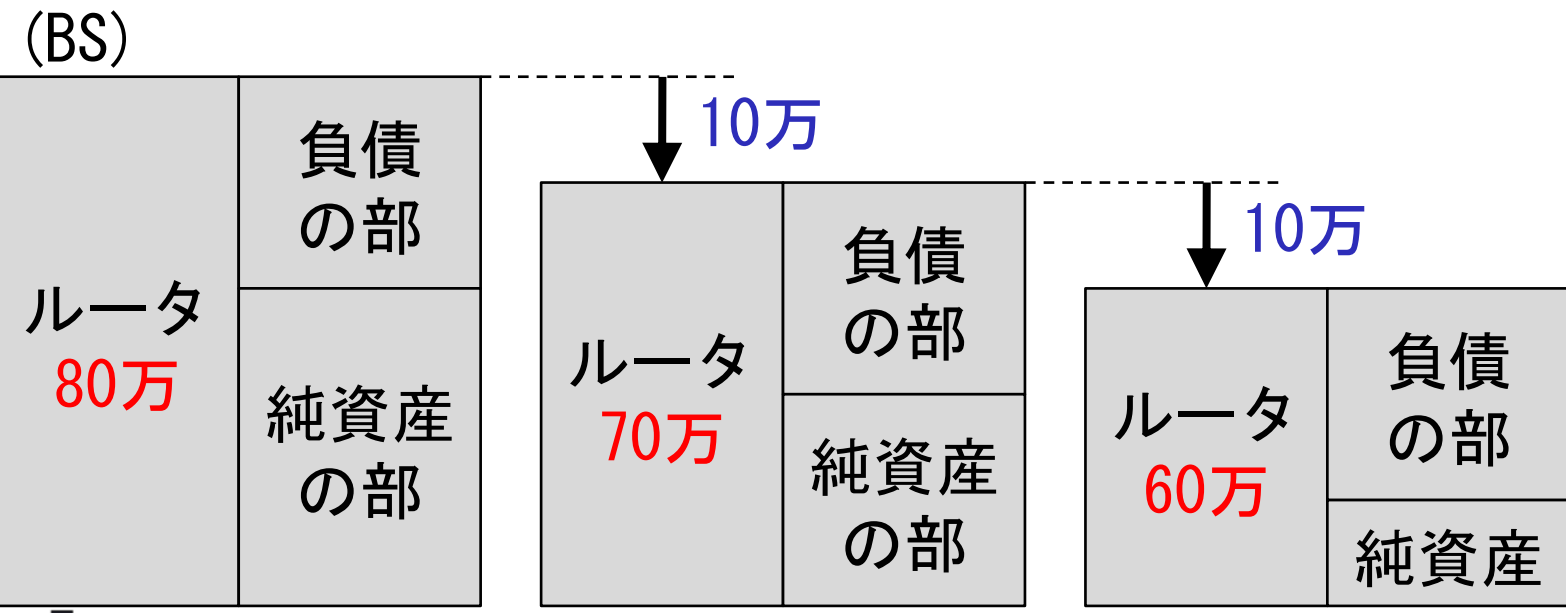 (BS)
ルータ
80万
負債
の部
純資産
の部
10万
ルータ
70万
負債
の部
純資産
の部
10万
ルータ
60万
負債
の部
純資産